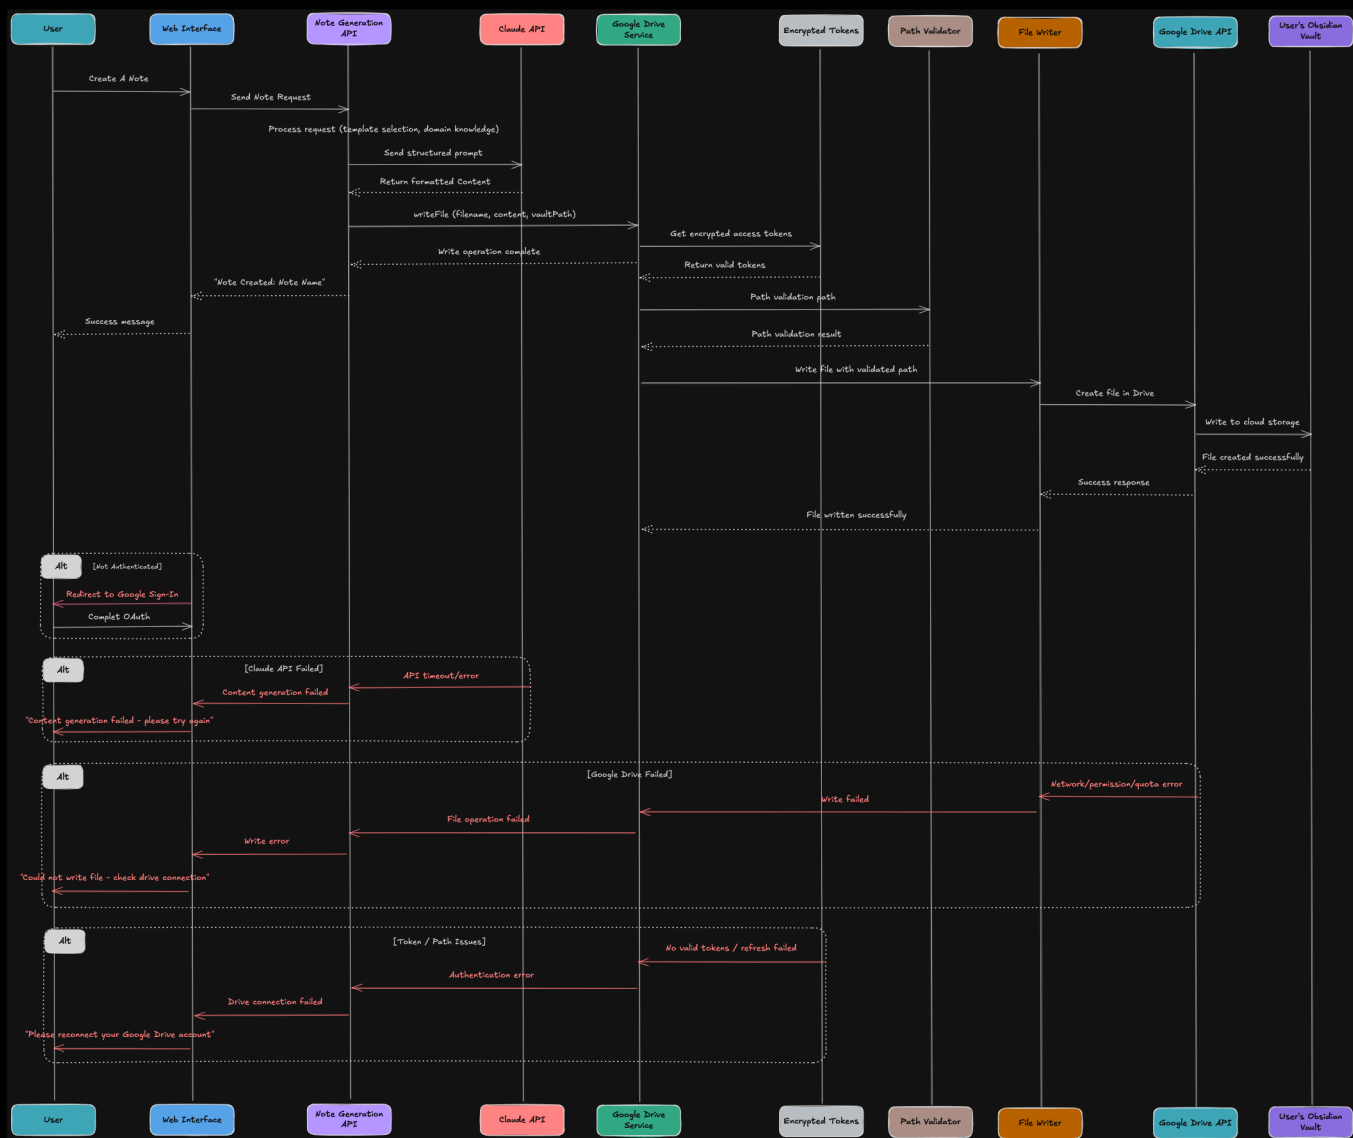 User
Web Interface
Note Generation
API
Claude API
Google Drive
Service
Encrypted Tokens
Path Validator
File Writer
Google Drive API
User's Obsidian
Vault
Create A Note
Send Note Request
Process request (template selection, domain knowledge)
Send structured prompt
Return formatted Content
writeFile (filename, content, vaultPath)
Get encrypted access tokens
Write operation complete
Return valid tokens
"Note Created: Note Name"
Path validation path
Success message
Path validation result
Write file with validated path
Create file in Drive
Write to cloud storage
File created successfully
Success response
File written successfully
Alt
[Not Authenticated]
Redirect to Google Sign-In
Complet OAuth
Alt
[Claude API Failed]
API timeout/error
Content generation failed
"Content generation failed - please try again"
Alt
[Google Drive Failed]
Network/permission/quota error
Write failed
File operation failed
Write error
"Could not write file - check drive connection"
Alt
[Token / Path Issues]
No valid tokens / refresh failed
Authentication error
Drive connection failed
"Please reconnect your Google Drive account"
User
Web Interface
Note Generation
API
Claude API
Google Drive
Service
Encrypted Tokens
Path Validator
File Writer
Google Drive API
User's Obsidian
Vault